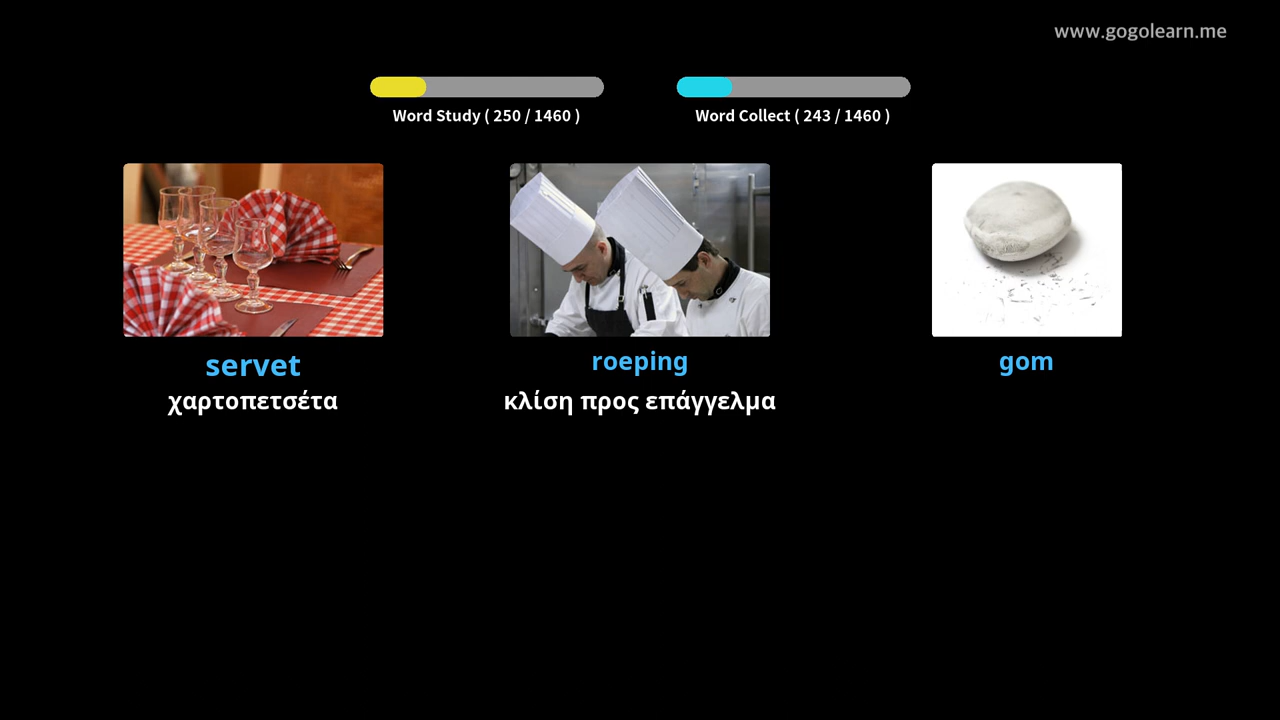 www.gogolearn.me
Word Study ( 250 / 1460 )
Word Collect ( 243 / 1460 )
servet
χαρτοπετσέτα
roeping
κλίση προς επάγγελμα
gom